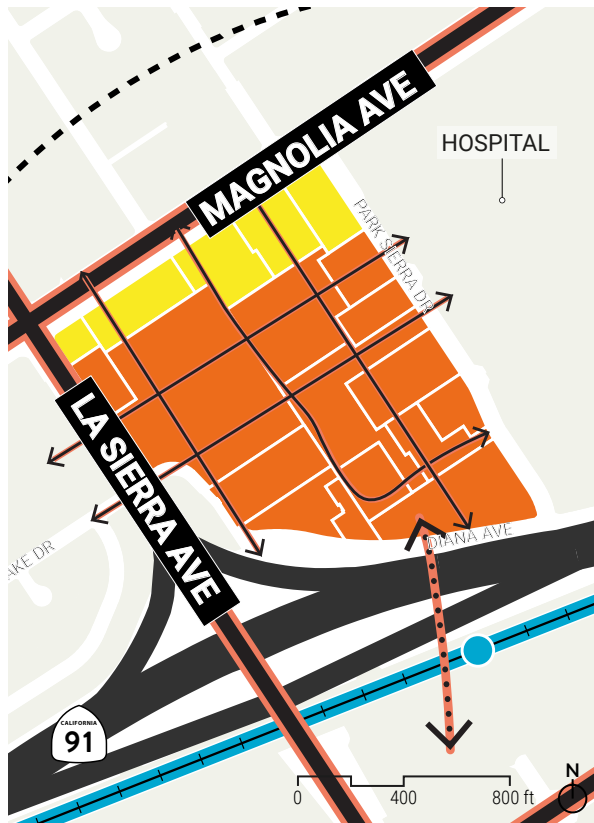 MAGNOLIA AVE
HOSPITAL
PARK SIERRA DR
LA SIERRA AVE
AKE DR
DIANA AVE
CALIFORNIA
91
N
0 400 800 ft